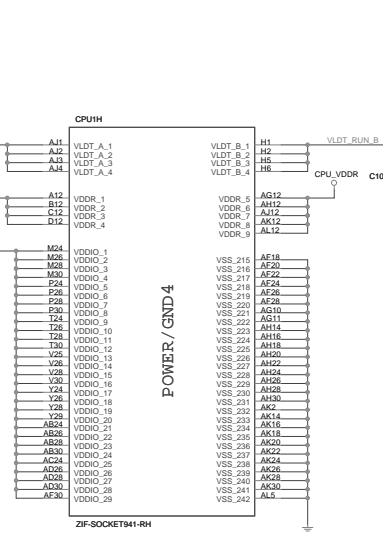 CPU1H
AJ1 VLDT_A_1 VLDT_B_1 H1 VLDT_RUN_B
AJ2 VLDT_A_2 VLDT_B_2 H2
AJ3 VLDT_A_3 VLDT_B_3 H5
AJ4 VLDT_A_4 VLDT_B_4 H6
CPU_VDDR C10
A12 VDDR_1 VDDR_5 AG12
B12 VDDR_2 VDDR_6 AH12
C12 VDDR_3 VDDR_7 AJ12
D12 VDDR_4 VDDR_8 AK12
VDDR_9 AL12
M24 VDDIO_1
M26 VDDIO_2 VSS_215 AF18
M28 VDDIO_3 VSS_216 AF20
M30 VDDIO_4 VSS_217 AF22
P24 VDDIO_5 VSS_218 AF24
P26 VDDIO_6 VSS_219 AF26
P28 VDDIO_7 VSS_220 AF28
P30 VDDIO_8 VSS_221 AG10
T24 VDDIO_9 VSS_222 AG11
T26 VDDIO_10 VSS_223 AH14
T28 VDDIO_11 VSS_224 AH16
T30 VDDIO_12 VSS_225 AH18
V25 VDDIO_13 VSS_226 AH20
V26 VDDIO_14 VSS_227 AH22
V28 VDDIO_15 VSS_228 AH24
V30 VDDIO_16 VSS_229 AH26
Y24 VDDIO_17 VSS_230 AH28
Y26 VDDIO_18 VSS_231 AH30
Y28 VDDIO_19 VSS_232 AK2
Y29 VDDIO_20 VSS_233 AK14
AB24 VDDIO_21 VSS_234 AK16
AB26 VDDIO_22 VSS_235 AK18
AB28 VDDIO_23 VSS_236 AK20
AB30 VDDIO_24 VSS_237 AK22
AC24 VDDIO_25 VSS_238 AK24
AD26 VDDIO_26 VSS_239 AK26
AD28 VDDIO_27 VSS_240 AK28
AD30 VDDIO_28 VSS_241 AK30
AF30 VDDIO_29 VSS_242 AL5
POWER/GND4
ZIF-SOCKET941-RH